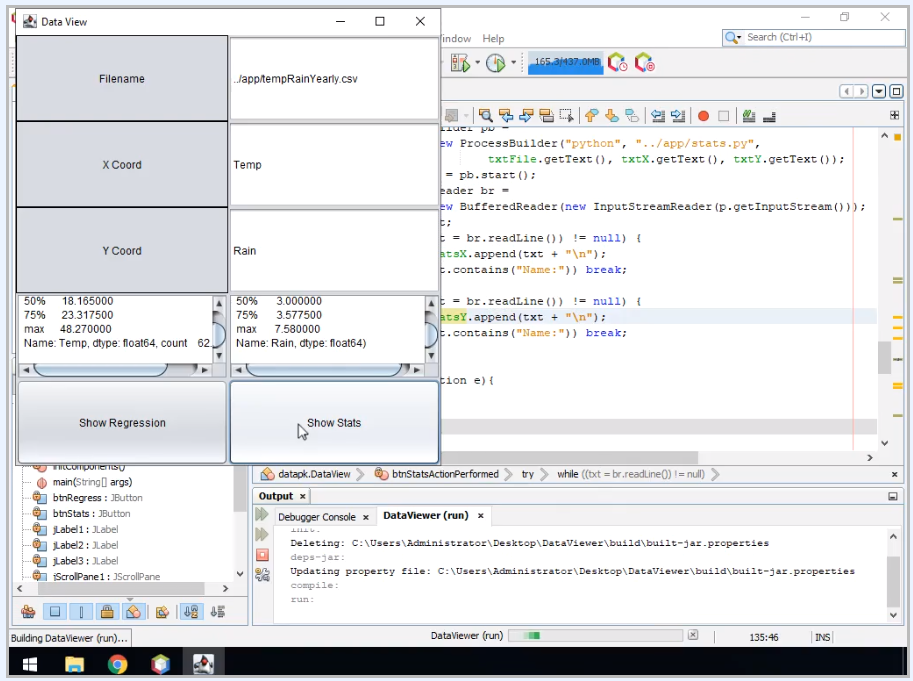 Data View
indow Help
Search (Ctrl+I)
Filename
../app/tempRainYearly.csv
165.3/437.0MB
X Coord
Temp
Y Coord
Rain
50% 18.165000
75% 23.317500
max 48.270000
Name: Temp, dtype: float64, count 62
50% 3.000000
75% 3.577500
max 7.580000
Name: Rain, dtype: float64)
Show Regression
Show Stats
ilder pb =
ew ProcessBuilder("python", "../app/stats.py",
txtFile.getText(), txtX.getText(), txtY.getText());
= pb.start();
eader br =
ew BufferedReader(new InputStreamReader(p.getInputStream()));
t;
t = br.readLine()) != null) {
atsX.append(txt + "\n");
t.contains("Name:")) break;
t = br.readLine()) != null) {
atsY.append(txt + "\n");
t.contains("Name:")) break;
tion e){
initComponents()
main(String[] args)
btnRegress : JButton
btnStats : JButton
jLabel1 : JLabel
jLabel2 : JLabel
jLabel3 : JLabel
jScrollPane1 : JScrollPane
datapk.DataView
btnStatsActionPerformed
try
while ((txt = br.readLine()) != null)
Output
Debugger Console
DataViewer (run)
init:
Deleting: C:\Users\Administrator\Desktop\DataViewer\build\built-jar.properties
deps-jar:
Updating property file: C:\Users\Administrator\Desktop\DataViewer\build\built-jar.properties
compile:
run:
Building DataViewer (run)...
DataViewer (run)
135:46
INS